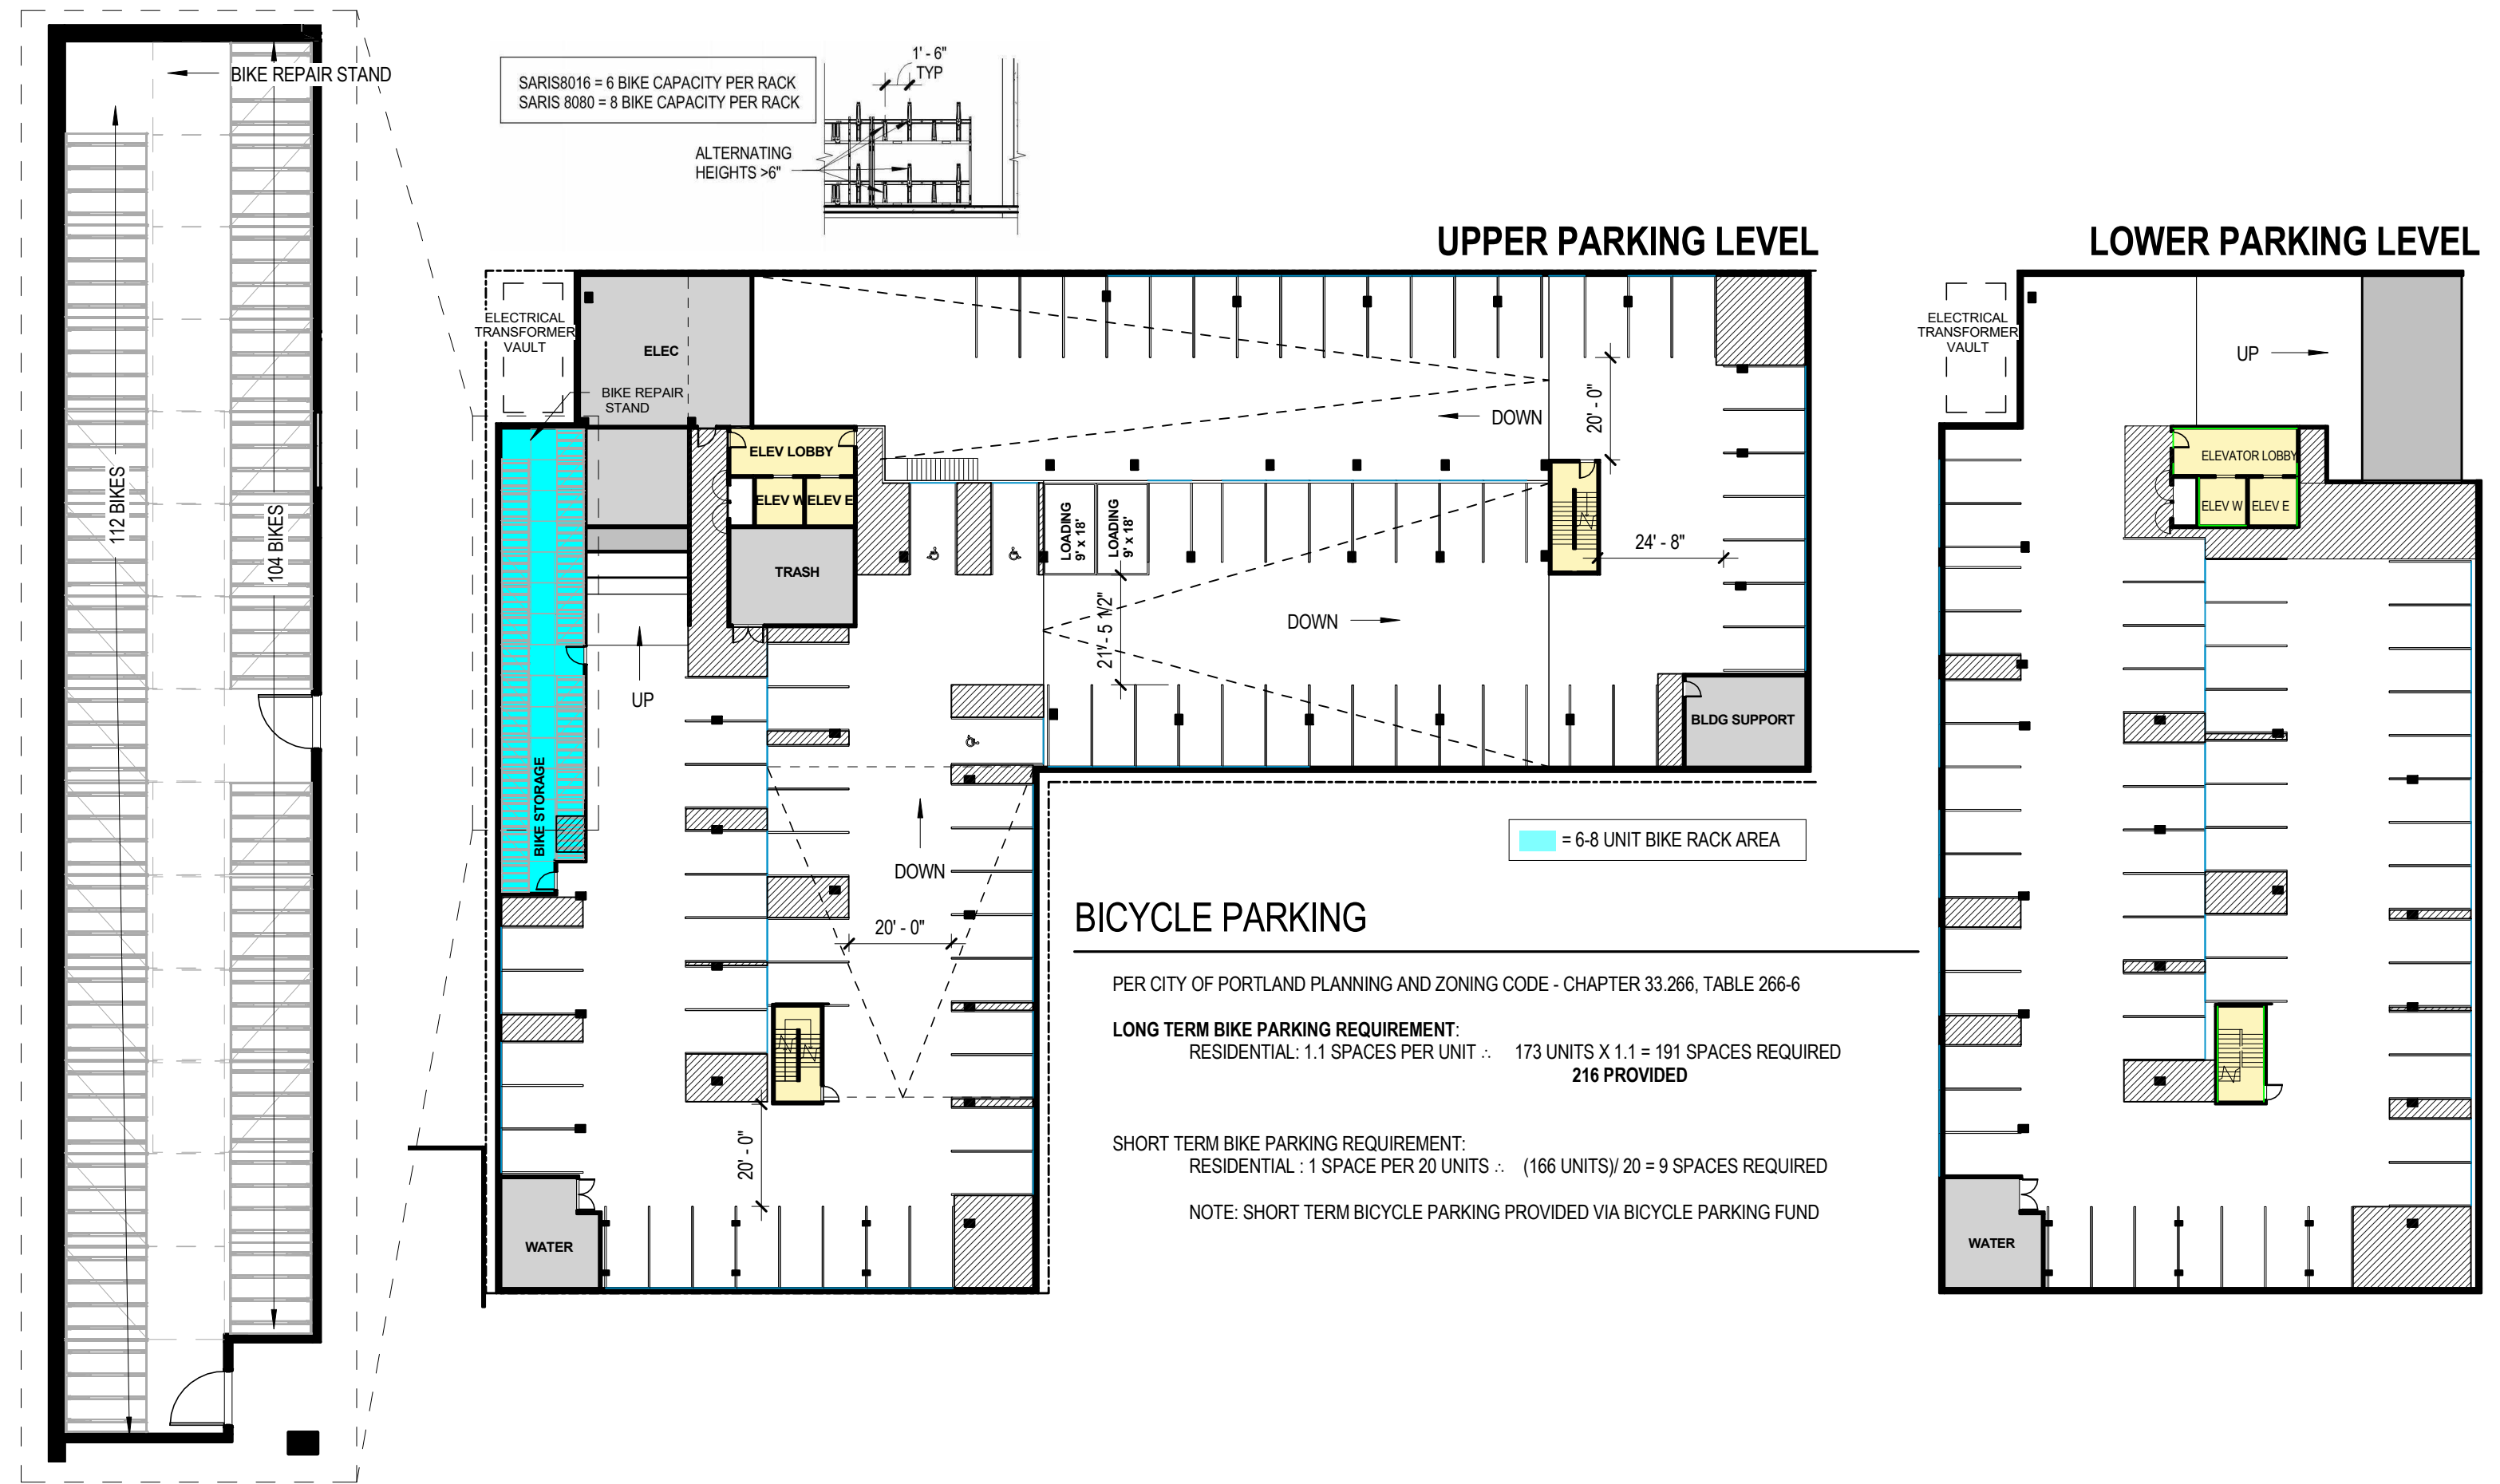 BIKE REPAIR STAND
112 BIKES
104 BIKES
SARIS8016 = 6 BIKE CAPACITY PER RACK
SARIS 8080 = 8 BIKE CAPACITY PER RACK
1' - 6"
TYP
ALTERNATING
HEIGHTS >6"
UPPER PARKING LEVEL
ELECTRICAL
TRANSFORMER
VAULT
ELEC
BIKE REPAIR
STAND
ELEV LOBBY
ELEV W
ELEV E
TRASH
LOADING
9' x 18'
LOADING
9' x 18'
DOWN
20' - 0"
24' - 8"
21' - 5 1/2"
DOWN
UP
BIKE STORAGE
BLDG SUPPORT
DOWN
20' - 0"
20' - 0"
WATER
= 6-8 UNIT BIKE RACK AREA
BICYCLE PARKING
PER CITY OF PORTLAND PLANNING AND ZONING CODE - CHAPTER 33.266, TABLE 266-6
LONG TERM BIKE PARKING REQUIREMENT:
RESIDENTIAL: 1.1 SPACES PER UNIT ∴ 173 UNITS X 1.1 = 191 SPACES REQUIRED
216 PROVIDED
SHORT TERM BIKE PARKING REQUIREMENT:
RESIDENTIAL : 1 SPACE PER 20 UNITS ∴ (166 UNITS)/ 20 = 9 SPACES REQUIRED
NOTE: SHORT TERM BICYCLE PARKING PROVIDED VIA BICYCLE PARKING FUND
LOWER PARKING LEVEL
ELECTRICAL
TRANSFORMER
VAULT
UP
ELEVATOR LOBBY
ELEV W
ELEV E
WATER